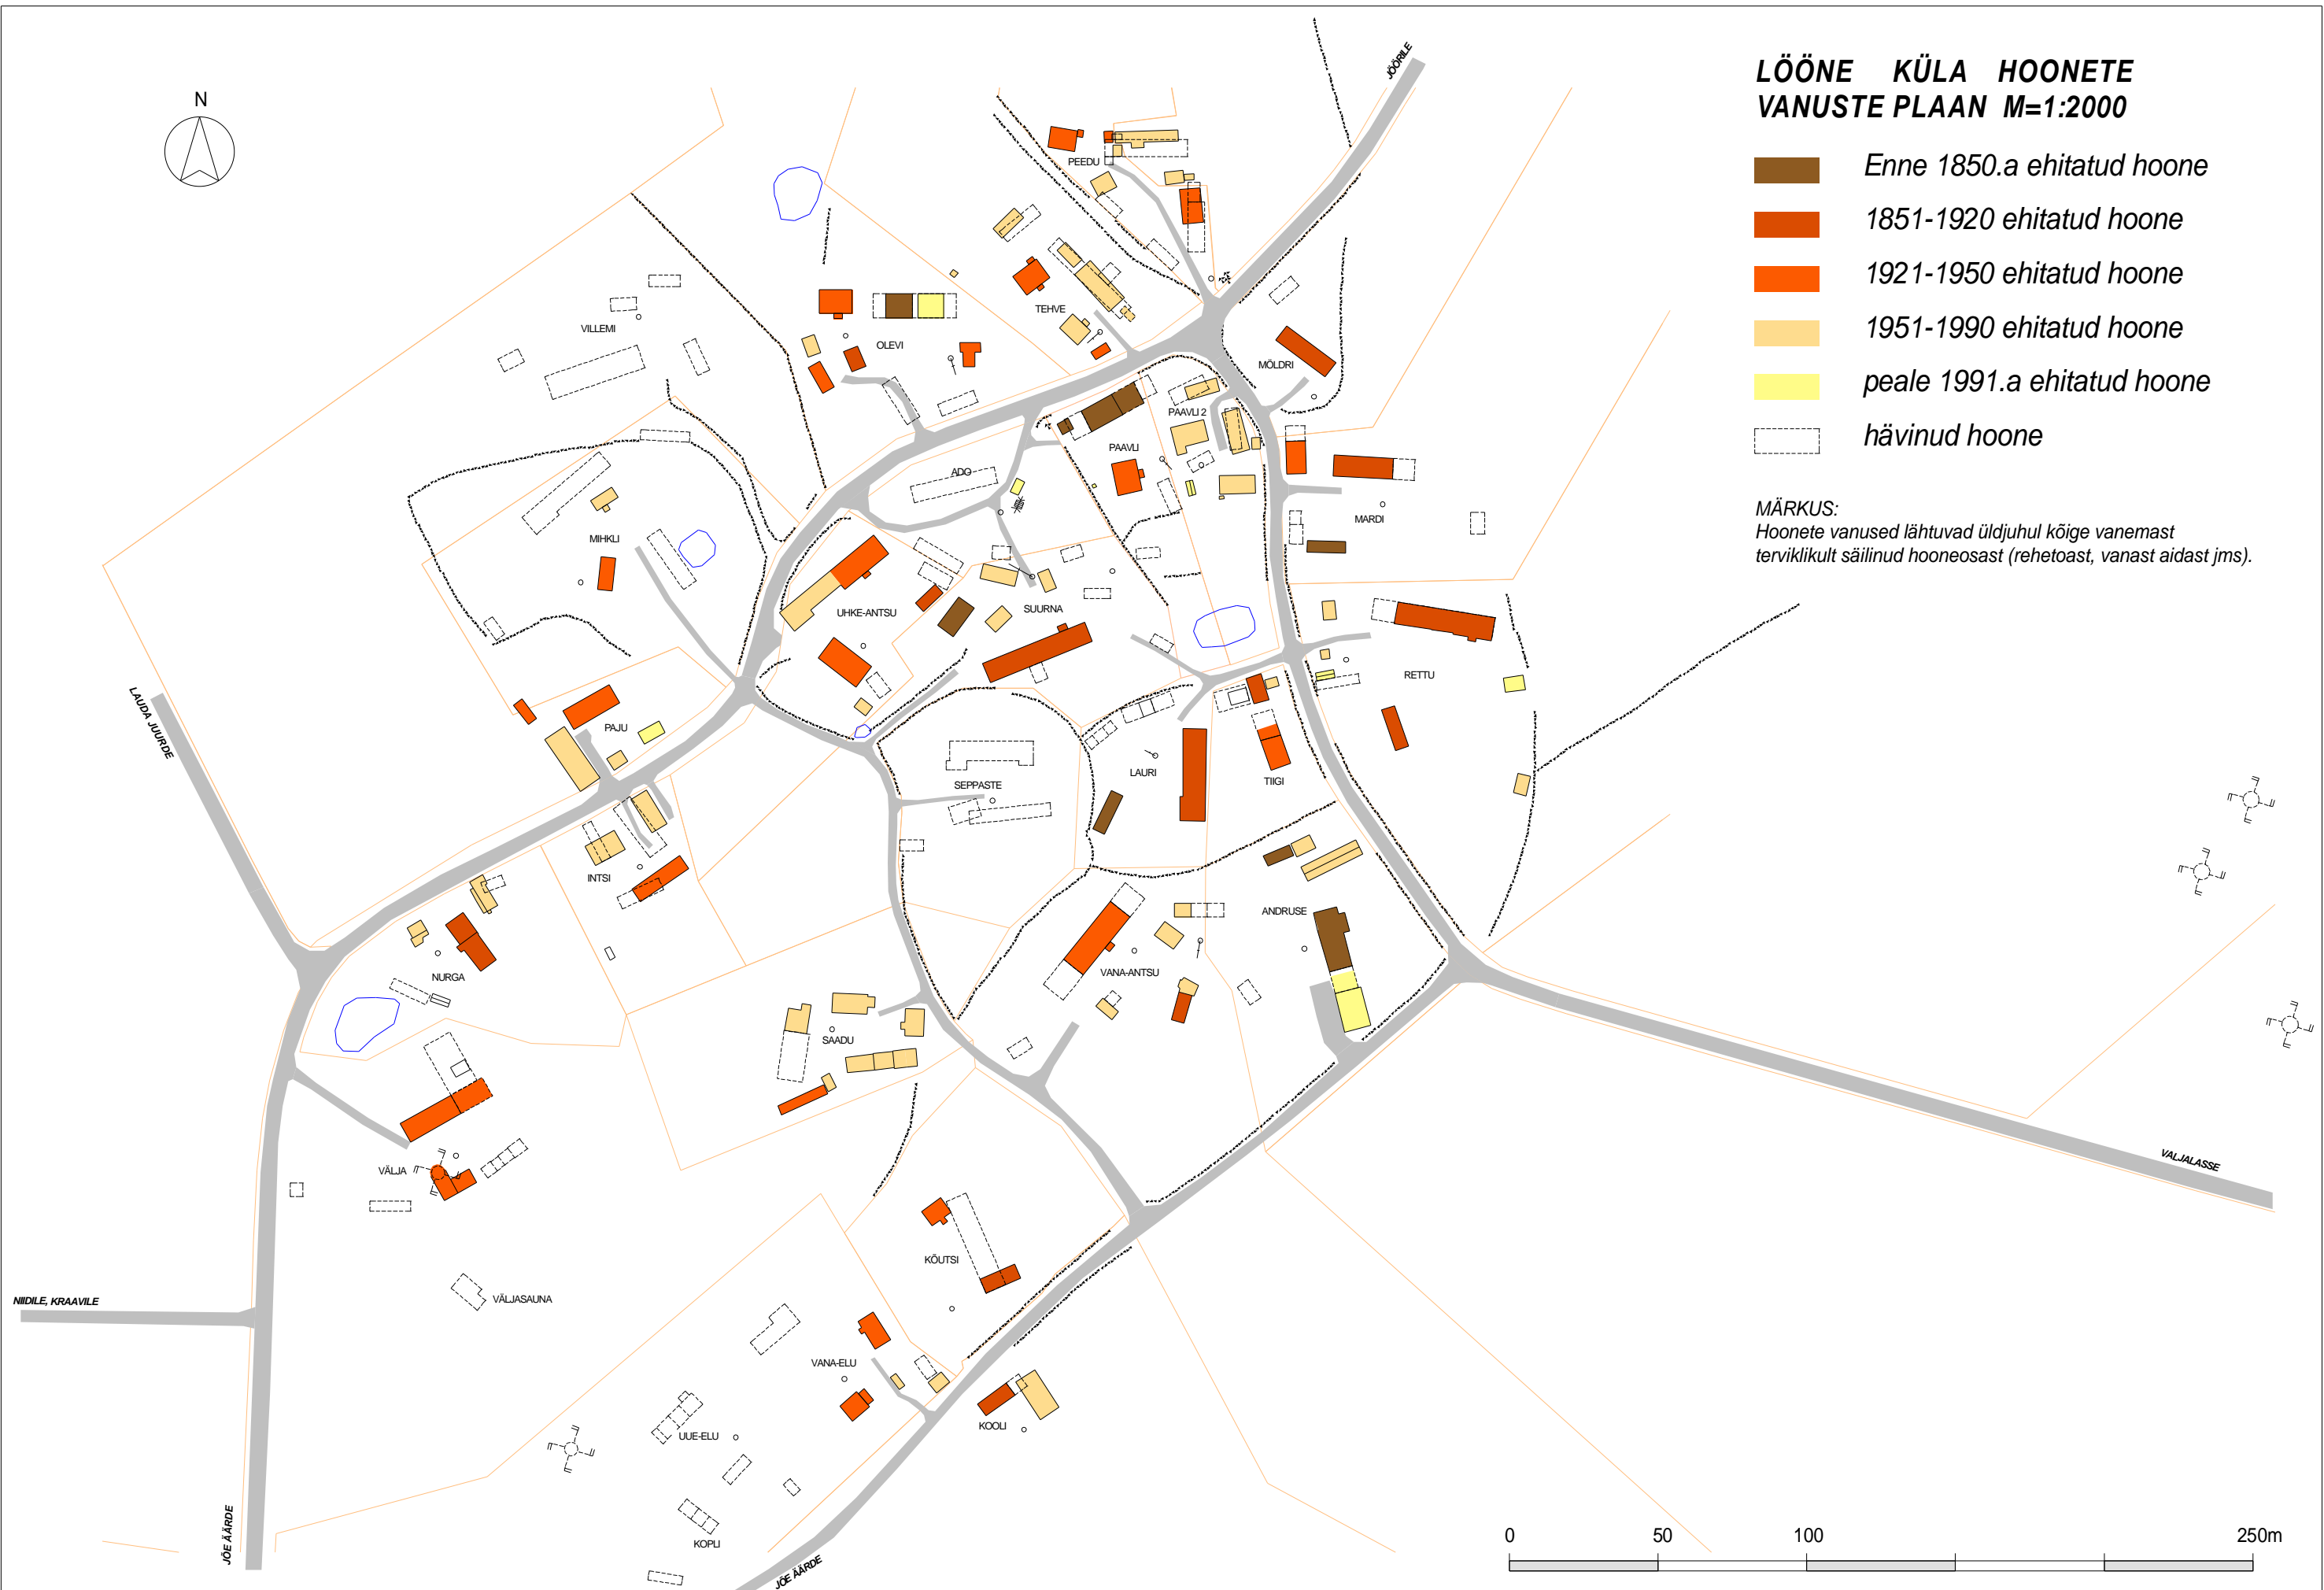 LÖÖNE KÜLA HOONETE
VANUSTE PLAAN M=1:2000
Enne 1850.a ehitatud hoone
1851-1920 ehitatud hoone
1921-1950 ehitatud hoone
1951-1990 ehitatud hoone
peale 1991.a ehitatud hoone
hävinud hoone
MÄRKUS:
Hoonete vanused lähtuvad üldjuhul kõige vanemast
terviklikult säilinud hooneosast (rehetoast, vanast aidast jms).
N
JÖÖRILE
PEEDU
TEHVE
VILLEMI
OLEVI
MÖLDRI
PAAVLI 2
PAAVLI
ADO
MARDI
MIHKLI
UHKE-ANTSU
SUURNA
RETTU
LAUDA JUURDE
PAJU
SEPPASTE
LAURI
TIIGI
INTSI
ANDRUSE
NURGA
VANA-ANTSU
SAADU
VÄLJA
VALJALASSE
KÖUTSI
NIIDILE, KRAAVILE
VÄLJASAUNA
VANA-ELU
KOOLI
UUE-ELU
KOPLI
JÕE ÄÄRDE
JÕE ÄÄRDE
0 50 100 250m